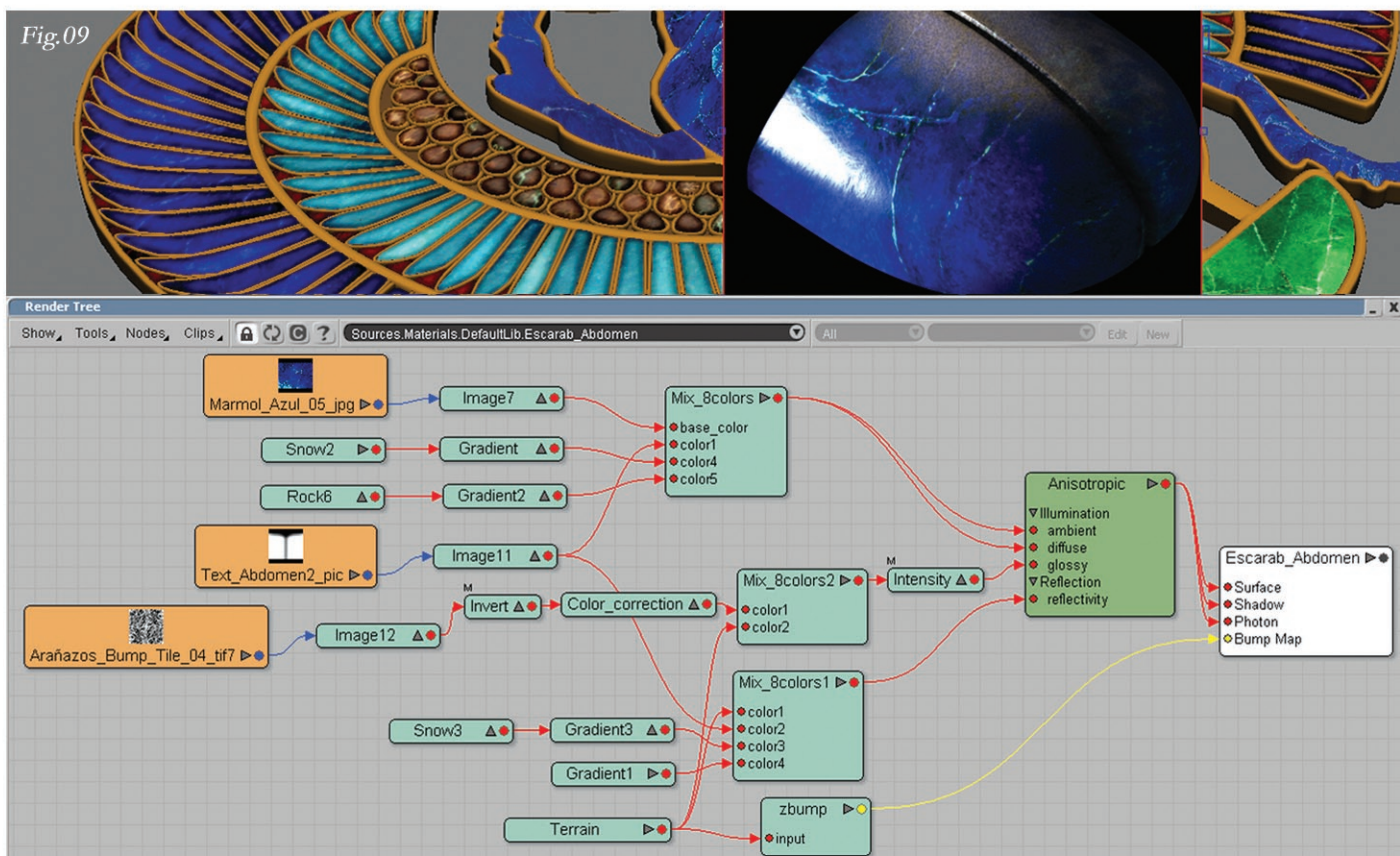 Fig.09
Render Tree
Show Tools Nodes Clips Sources.Materials.DefaultLib.Escarab_Abdomen All Edit New
Marmol_Azul_05_jpg
Image7
Snow2
Gradient
Rock6
Gradient2
Mix_8colors
base_color
color1
color4
color5
Text_Abdomen2_pic
Image11
Arañazos_Bump_Tile_04_tif7
Image12
M
Invert
Color_correction
Mix_8colors2
color1
color2
M
Intensity
Snow3
Gradient3
Gradient1
Mix_8colors1
color1
color2
color3
color4
Terrain
zbump
input
Anisotropic
Illumination
ambient
diffuse
glossy
Reflection
reflectivity
Escarab_Abdomen
Surface
Shadow
Photon
Bump Map